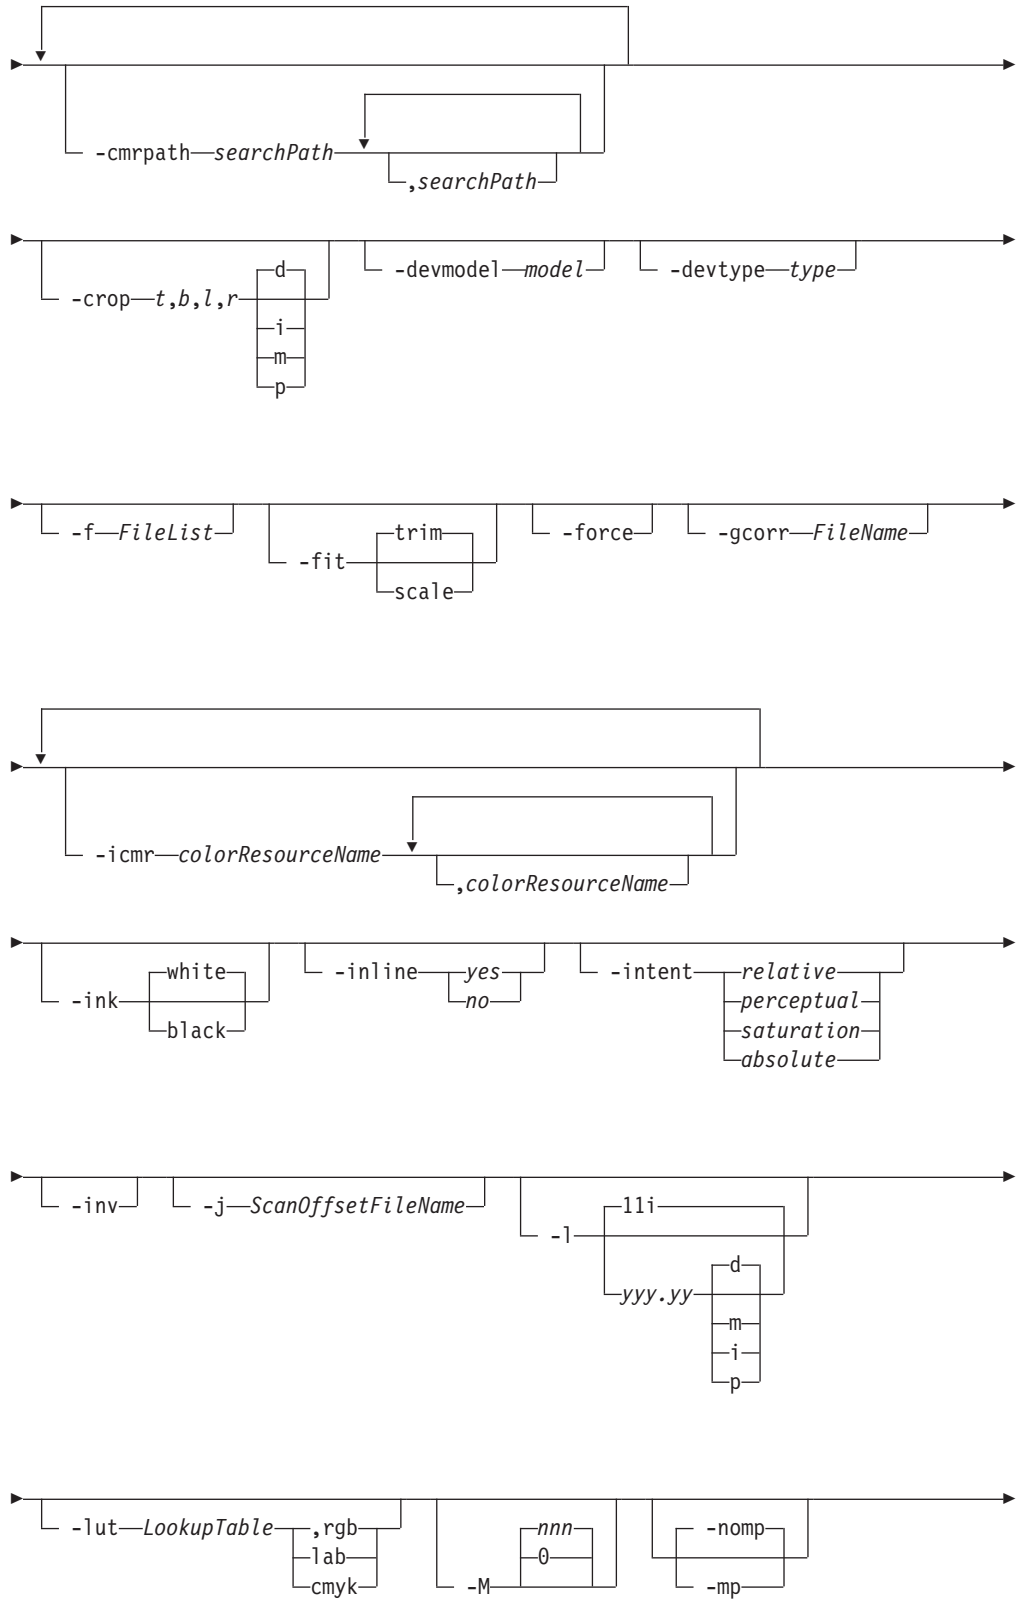 -cmrpath searchPath
,searchPath
-crop t,b,l,r
d
i
m
p
-devmodel model
-devtype type
-f FileList
-fit
trim
scale
-force
-gcorr FileName
-icmr colorResourceName
,colorResourceName
-ink
white
black
-inline
yes
no
-intent
relative
perceptual
saturation
absolute
-inv
-j ScanOffsetFileName
-l
11i
yyy.yy
d
m
i
p
-lut LookupTable
,rgb
lab
cmyk
-M
nnn
0
-nomp
-mp